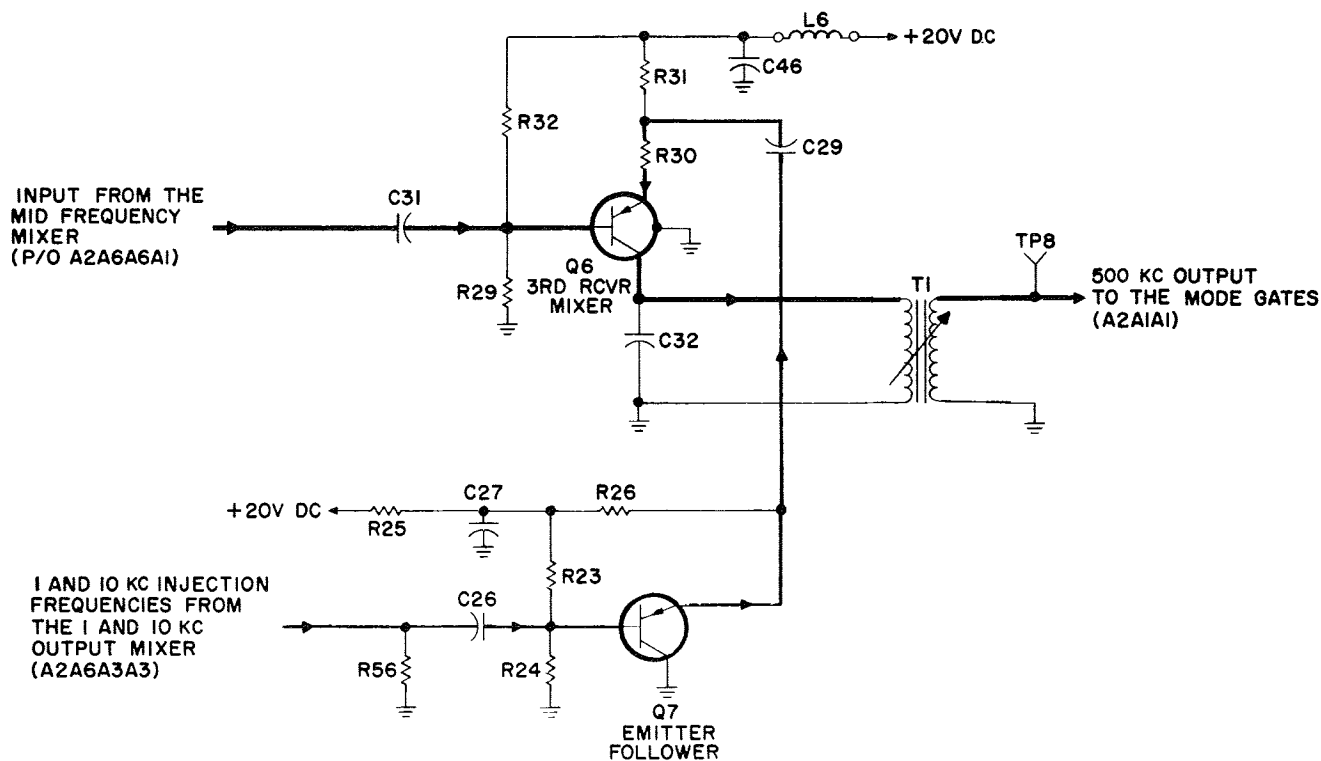 L6
+20V D.C
C46
R31
R32
C29
R30
INPUT FROM THE
MID FREQUENCY
MIXER
(P/O A2A6A6A1)
C31
Q6
3RD RCVR
MIXER
R29
TP8
T1
500 KC OUTPUT
TO THE MODE GATES
(A2A1A1)
C32
+20V DC
R25
C27
R26
R23
1 AND 10 KC INJECTION
FREQUENCIES FROM
THE 1 AND 10 KC
OUTPUT MIXER
(A2A6A3A3)
C26
R56
R24
Q7
EMITTER
FOLLOWER